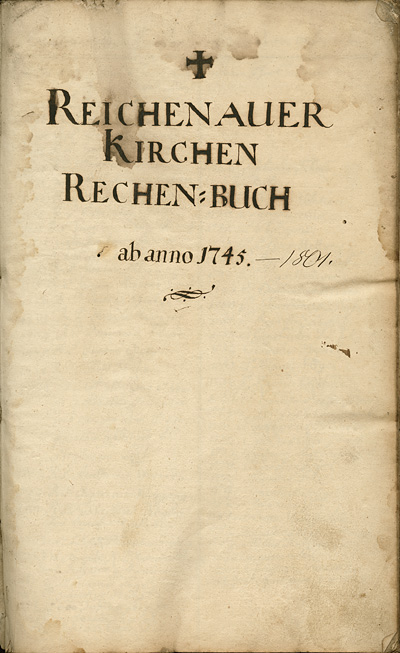 REICHENAUER
KIRCHEN
RECHEN=BUCH
ab anno 1745. — 1801.